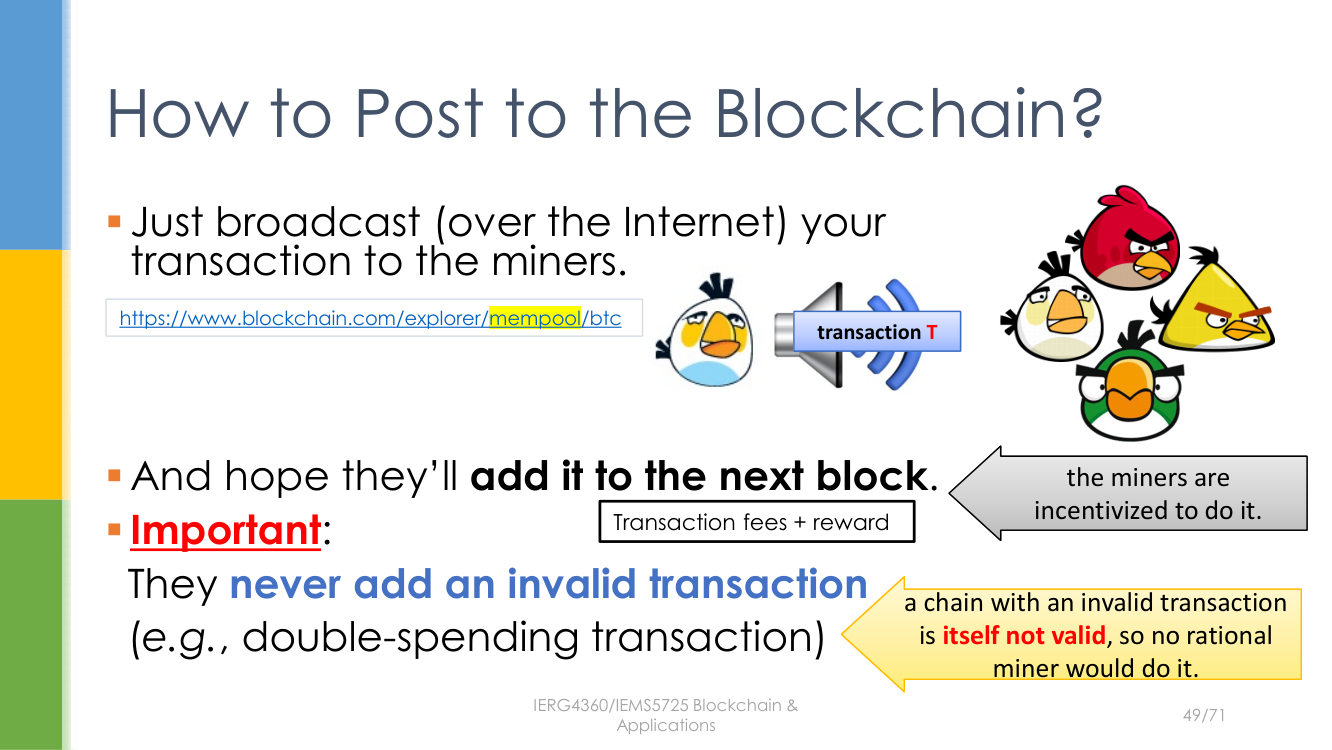 How to Post to the Blockchain?
Just broadcast (over the Internet) your
transaction to the miners.
https://www.blockchain.com/explorer/mempool/btc
transaction T
And hope they'll add it to the next block.
the miners are
incentivized to do it.
Transaction fees + reward
Important:
They never add an invalid transaction
(e.g., double-spending transaction)
a chain with an invalid transaction
is itself not valid, so no rational
miner would do it.
IERG4360/IEMS5725 Blockchain &
Applications
49/71